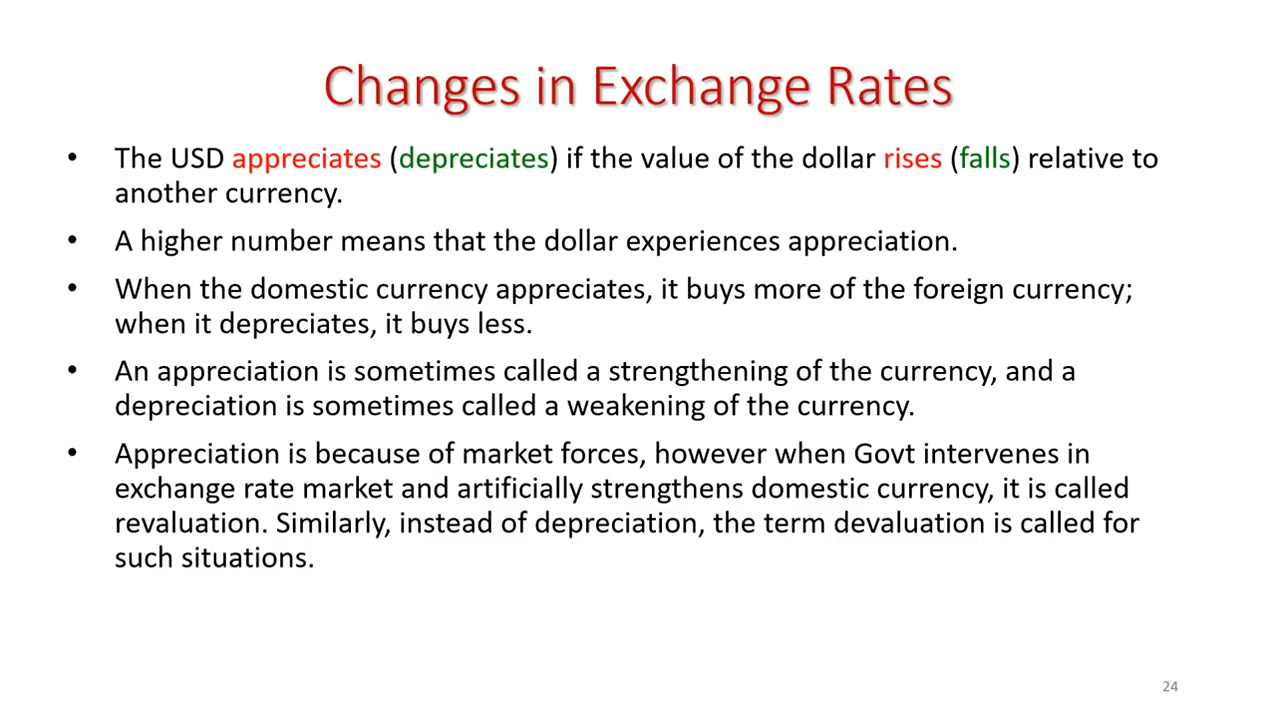 Changes in Exchange Rates
• The USD appreciates (depreciates) if the value of the dollar rises (falls) relative to
another currency.
• A higher number means that the dollar experiences appreciation.
• When the domestic currency appreciates, it buys more of the foreign currency;
when it depreciates, it buys less.
• An appreciation is sometimes called a strengthening of the currency, and a
depreciation is sometimes called a weakening of the currency.
• Appreciation is because of market forces, however when Govt intervenes in
exchange rate market and artificially strengthens domestic currency, it is called
revaluation. Similarly, instead of depreciation, the term devaluation is called for
such situations.
24